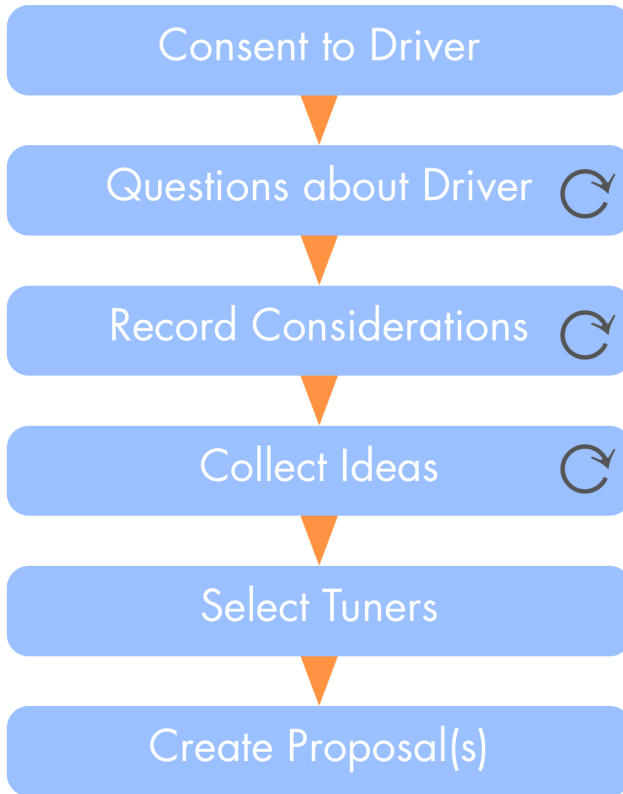 Consent to Driver
Questions about Driver
Record Considerations
Collect Ideas
Select Tuners
Create Proposal(s)